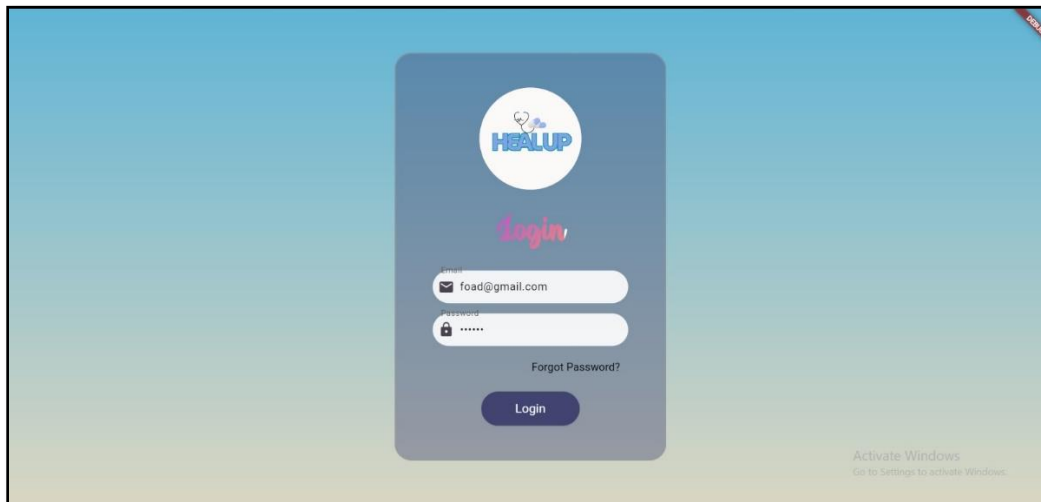 HEALUP
Login
Email
foad@gmail.com
Password
••••••
Forgot Password?
Login
Activate Windows
Go to Settings to activate Windows.